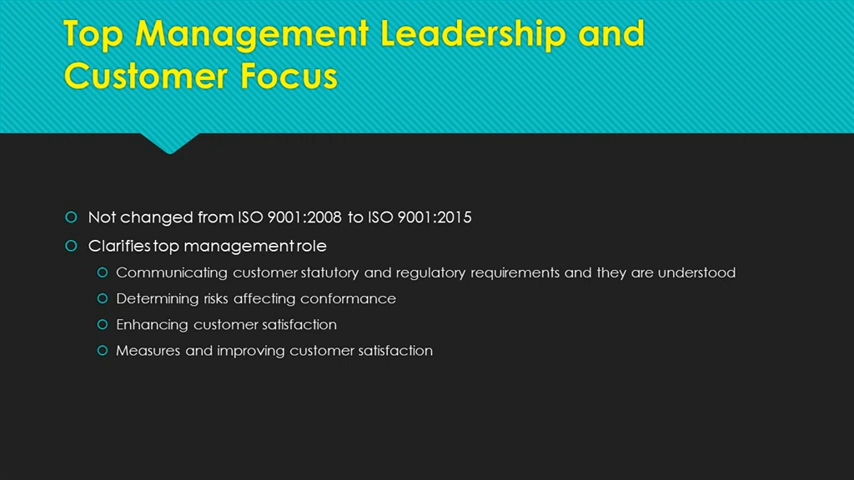 Top Management Leadership and
Customer Focus
Not changed from ISO 9001:2008 to ISO 9001:2015
Clarifies top management role
Communicating customer statutory and regulatory requirements and they are understood
Determining risks affecting conformance
Enhancing customer satisfaction
Measures and improving customer satisfaction